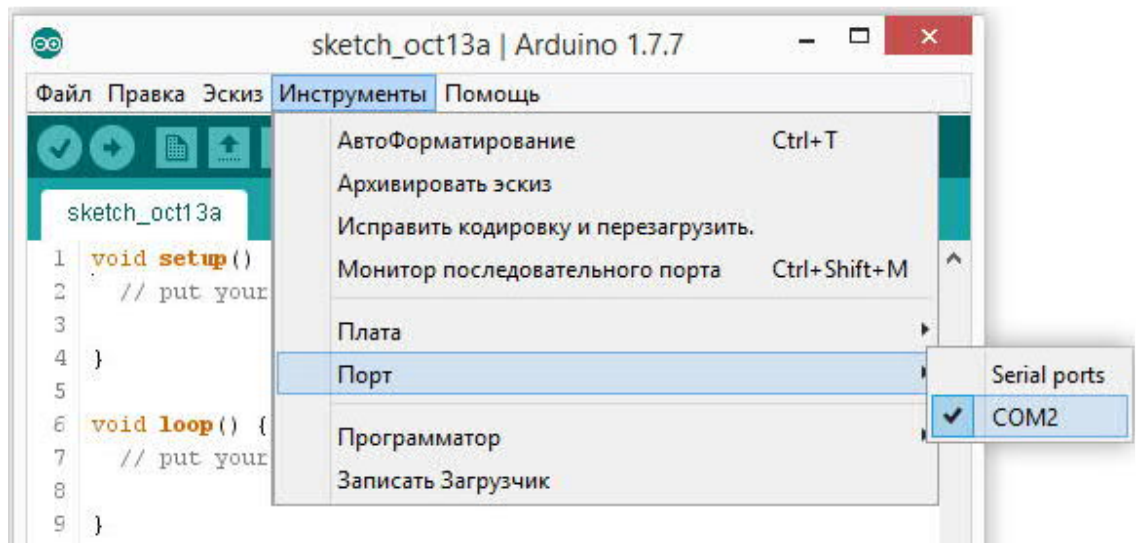 sketch_oct13a | Arduino 1.7.7
Файл Правка Эскиз Инструменты Помощь
АвтоФорматирование Ctrl+T
Архивировать эскиз
Исправить кодировку и перезагрузить.
Монитор последовательного порта Ctrl+Shift+M
Плата
Порт
Программатор
Записать Загрузчик
Serial ports
COM2
sketch_oct13a
1 void setup()
2 // put your
3
4 }
5
6 void loop() {
7 // put your
8
9 }